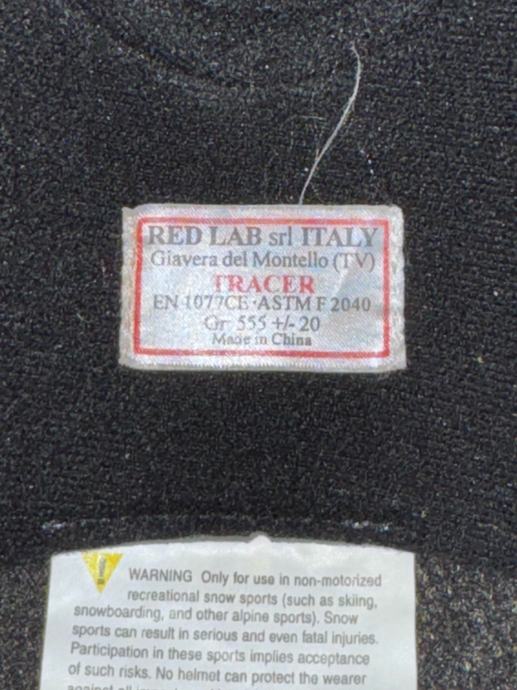 RED LAB srl ITALY
Giavera del Montello (TV)
TRACER
EN 1077CE·ASTM F 2040
Gr 555 +/- 20
Made in China
WARNING Only for use in non-motorized
recreational snow sports (such as skiing,
snowboarding, and other alpine sports). Snow
sports can result in serious and even fatal injuries.
Participation in these sports implies acceptance
of such risks. No helmet can protect the wearer
against all